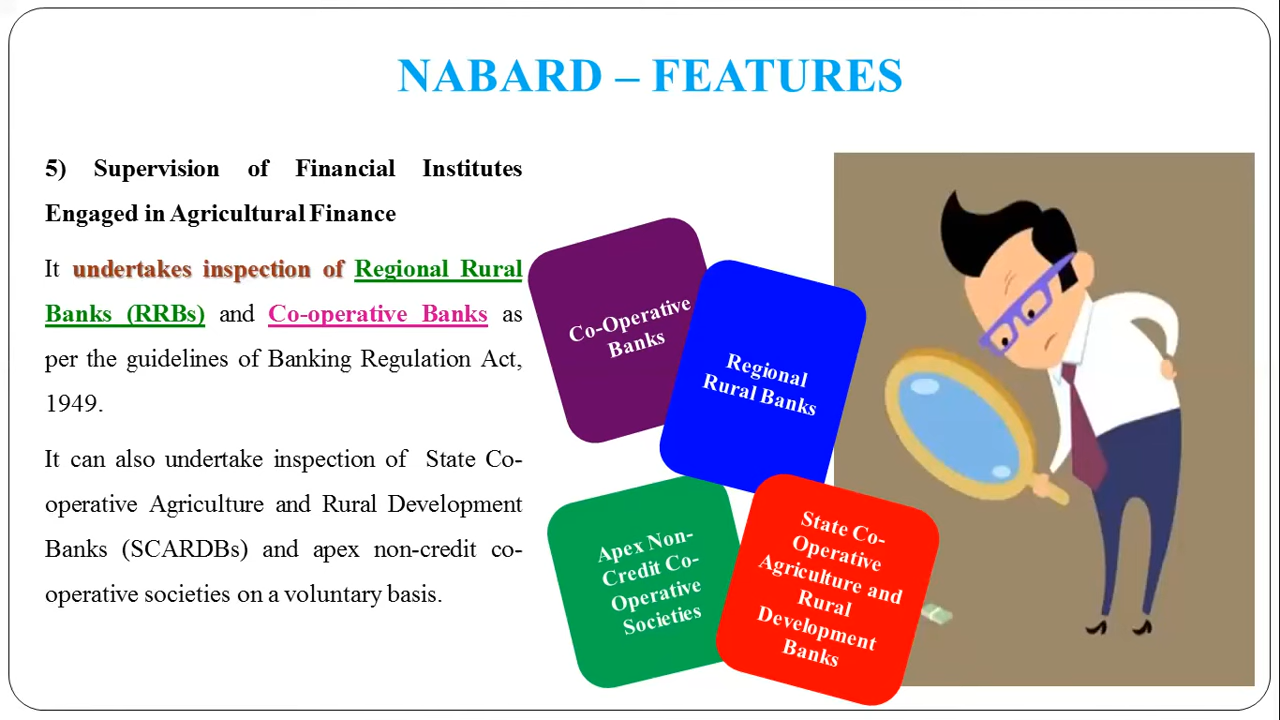 NABARD – FEATURES
5) Supervision of Financial Institutes
Engaged in Agricultural Finance
It undertakes inspection of Regional Rural
Banks (RRBs) and Co-operative Banks as
per the guidelines of Banking Regulation Act,
1949.
It can also undertake inspection of State Co-
operative Agriculture and Rural Development
Banks (SCARDBs) and apex non-credit co-
operative societies on a voluntary basis.
Co-Operative
Banks
Regional
Rural Banks
Apex Non-
Credit Co-
Operative
Societies
State Co-
Operative
Agriculture and
Rural
Development
Banks